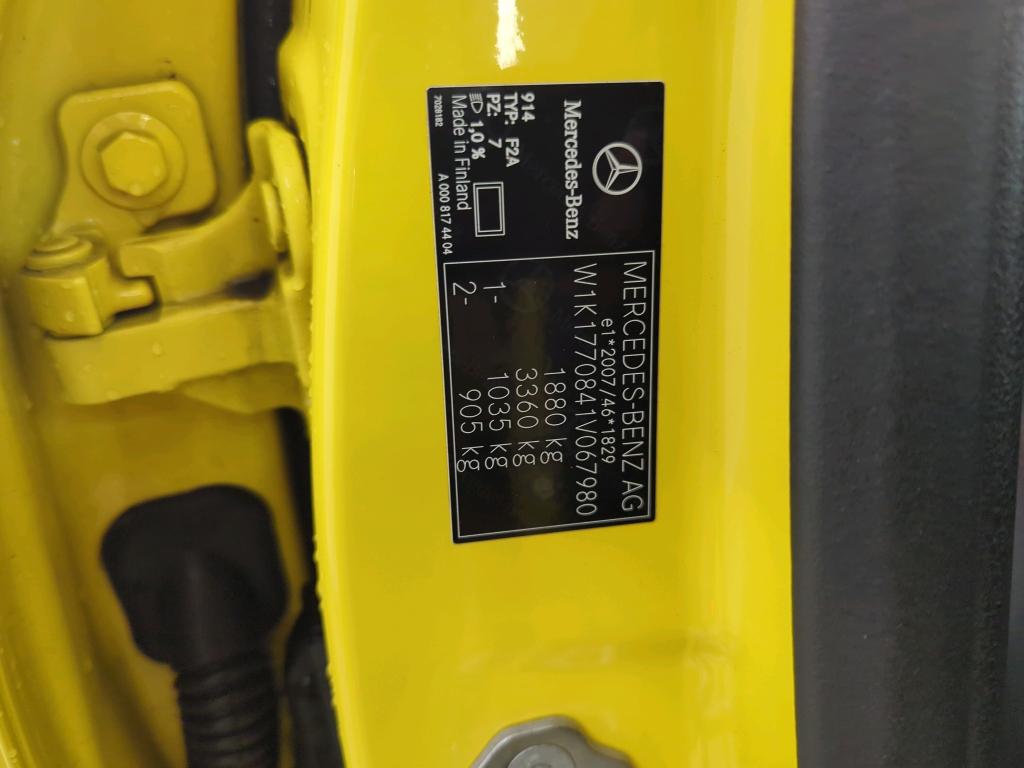 Mercedes-Benz
914
TYP: F2A
PZ: 7
1,0 %
Made in Finland
7028182
A 000 817 44 04
MERCEDES-BENZ AG
e1*2007/46*1829
W1K1770841V067980
1880 kg
3360 kg
1- 1035 kg
2- 905 kg